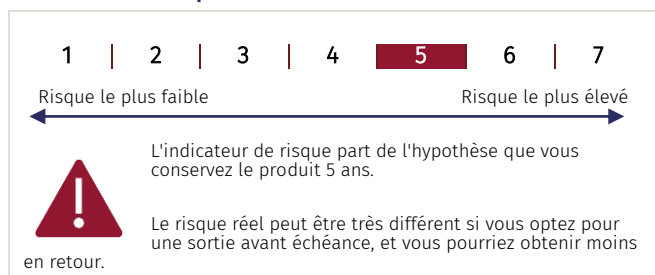 1 | 2 | 3 | 4 | 5 | 6 | 7
Risque le plus faible Risque le plus élevé
L'indicateur de risque part de l'hypothèse que vous
conservez le produit 5 ans.
Le risque réel peut être très différent si vous optez pour
une sortie avant échéance, et vous pourriez obtenir moins
en retour.